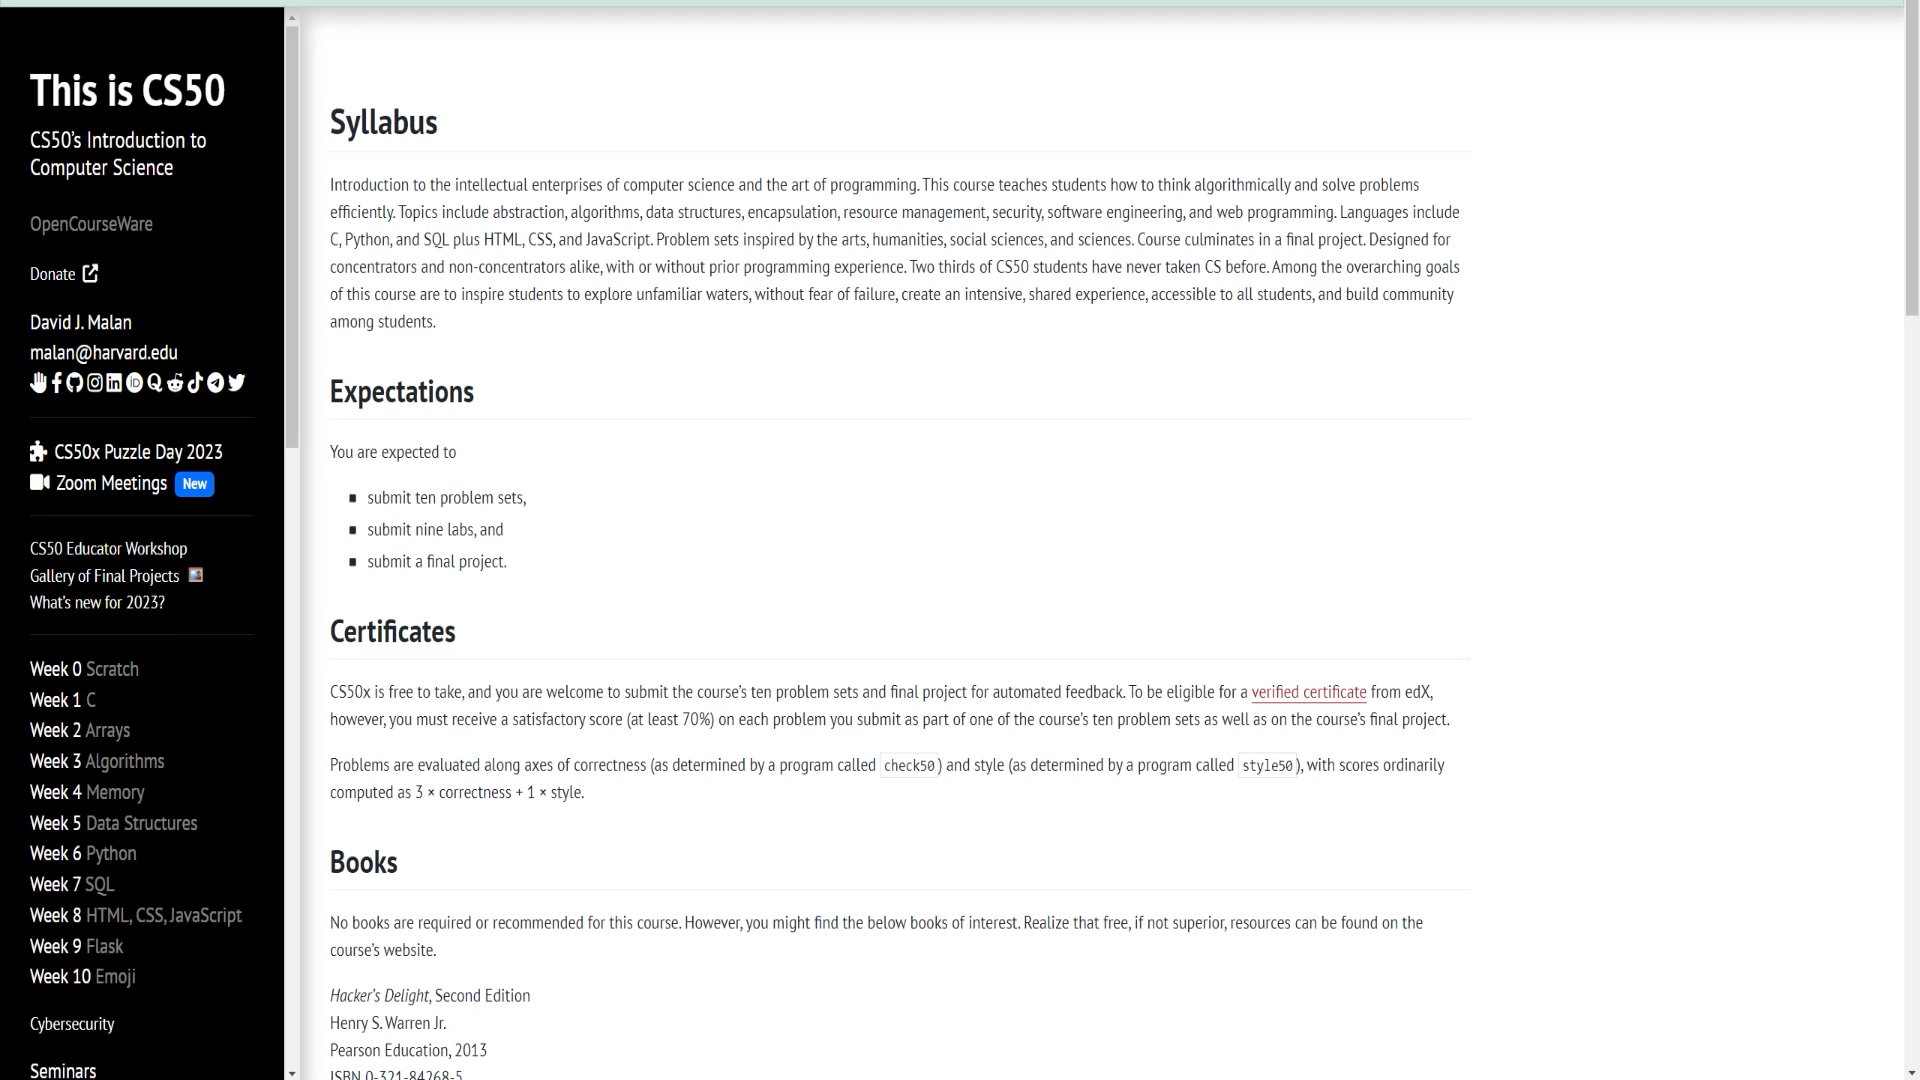 This is CS50
CS50's Introduction to
Computer Science
OpenCourseWare
Donate
David J. Malan
malan@harvard.edu
CS50x Puzzle Day 2023
Zoom Meetings New
CS50 Educator Workshop
Gallery of Final Projects
What's new for 2023?
Week 0 Scratch
Week 1 C
Week 2 Arrays
Week 3 Algorithms
Week 4 Memory
Week 5 Data Structures
Week 6 Python
Week 7 SQL
Week 8 HTML, CSS, JavaScript
Week 9 Flask
Week 10 Emoji
Cybersecurity
Seminars
Syllabus
Introduction to the intellectual enterprises of computer science and the art of programming. This course teaches students how to think algorithmically and solve problems
efficiently. Topics include abstraction, algorithms, data structures, encapsulation, resource management, security, software engineering, and web programming. Languages include
C, Python, and SQL plus HTML, CSS, and JavaScript. Problem sets inspired by the arts, humanities, social sciences, and sciences. Course culminates in a final project. Designed for
concentrators and non-concentrators alike, with or without prior programming experience. Two thirds of CS50 students have never taken CS before. Among the overarching goals
of this course are to inspire students to explore unfamiliar waters, without fear of failure, create an intensive, shared experience, accessible to all students, and build community
among students.
Expectations
You are expected to
submit ten problem sets,
submit nine labs, and
submit a final project.
Certificates
CS50x is free to take, and you are welcome to submit the course's ten problem sets and final project for automated feedback. To be eligible for a verified certificate from edX,
however, you must receive a satisfactory score (at least 70%) on each problem you submit as part of one of the course's ten problem sets as well as on the course's final project.
Problems are evaluated along axes of correctness (as determined by a program called check50) and style (as determined by a program called style50), with scores ordinarily
computed as 3 × correctness + 1 × style.
Books
No books are required or recommended for this course. However, you might find the below books of interest. Realize that free, if not superior, resources can be found on the
course's website.
Hacker's Delight, Second Edition
Henry S. Warren Jr.
Pearson Education, 2013
ISBN 0-321-84268-5